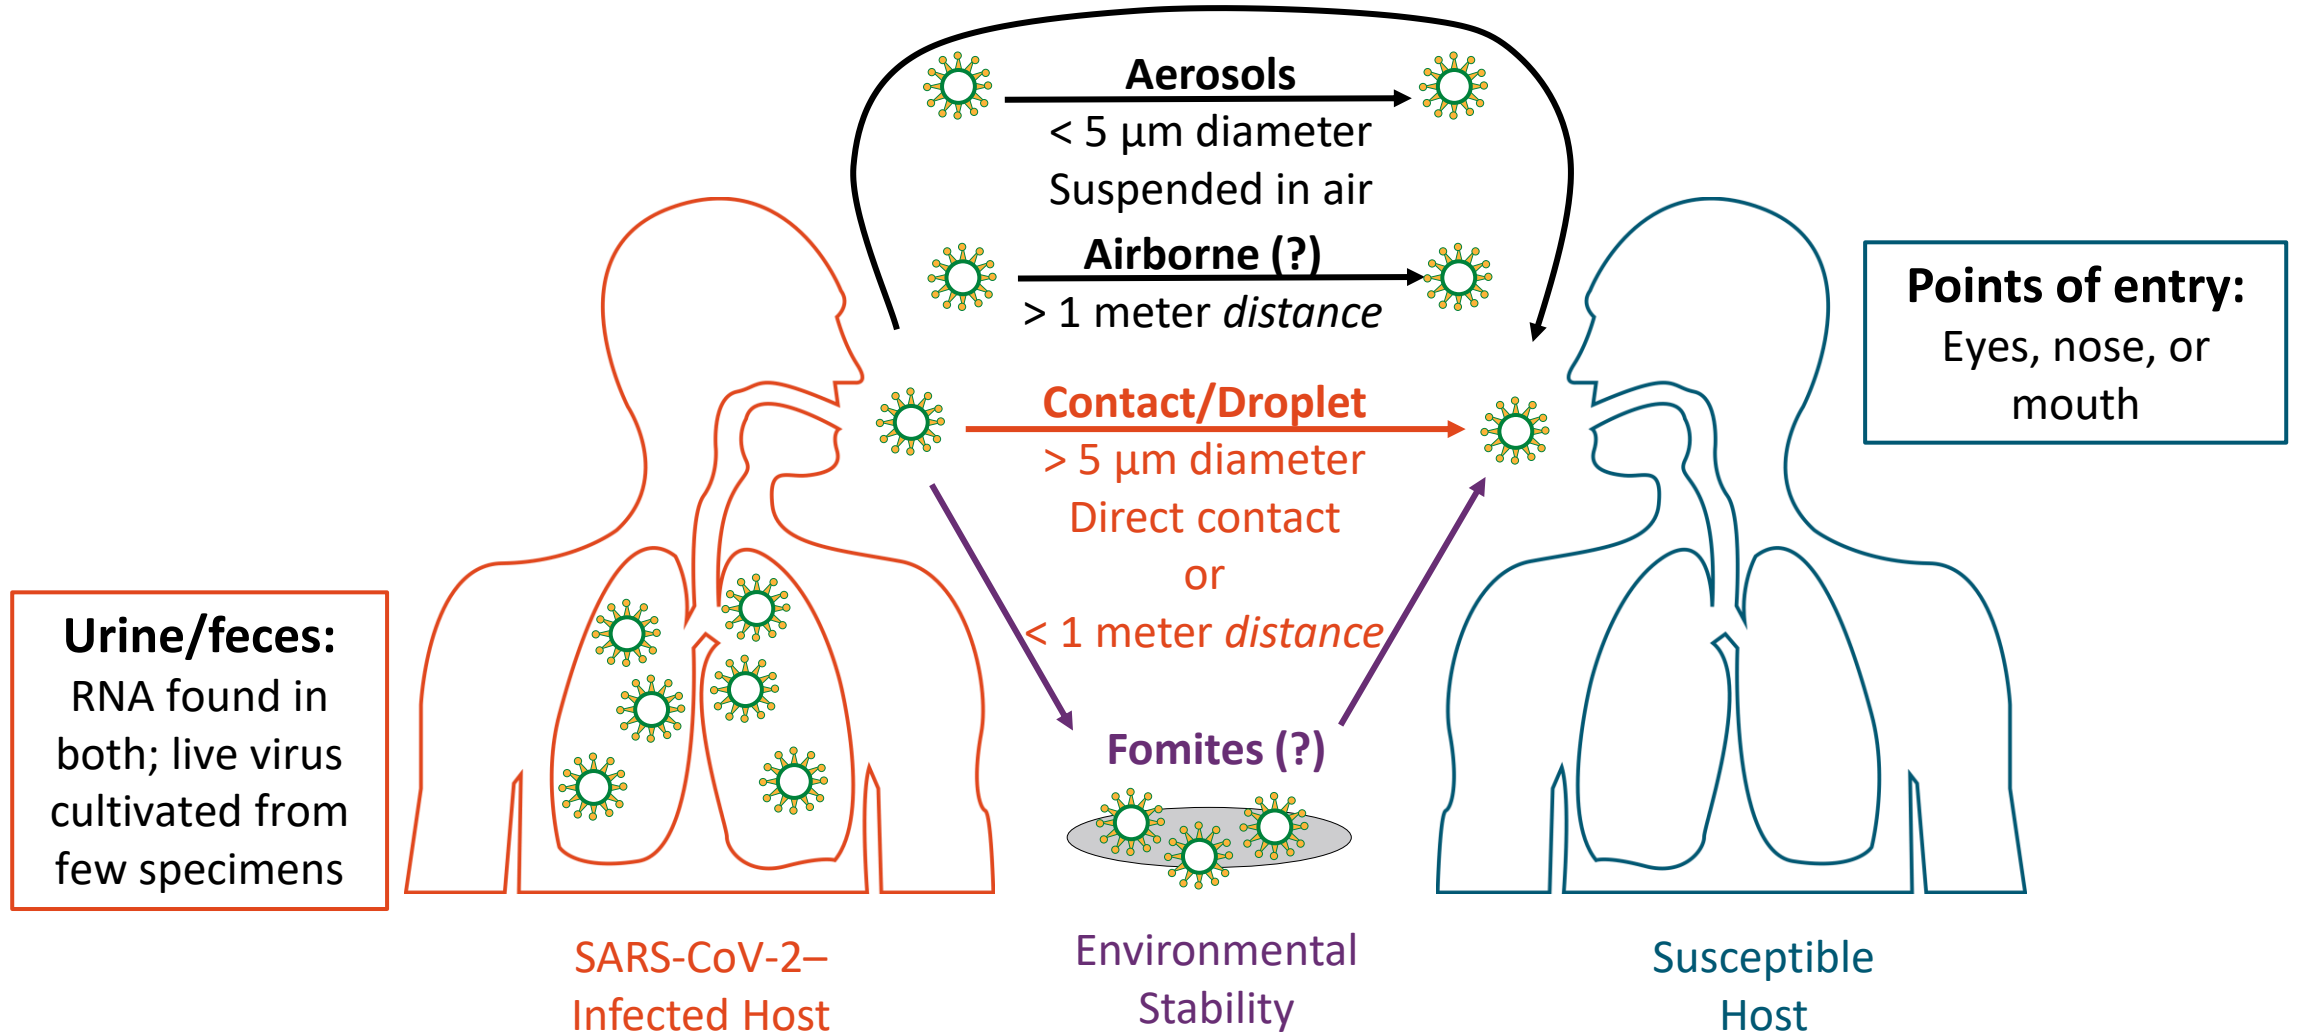 Aerosols
< 5 µm diameter
Suspended in air
Airborne (?)
> 1 meter distance
Contact/Droplet
> 5 µm diameter
Direct contact
or
< 1 meter distance
Fomites (?)
Environmental
Stability
Urine/feces:
RNA found in
both; live virus
cultivated from
few specimens
SARS-CoV-2–
Infected Host
Points of entry:
Eyes, nose, or
mouth
Susceptible
Host